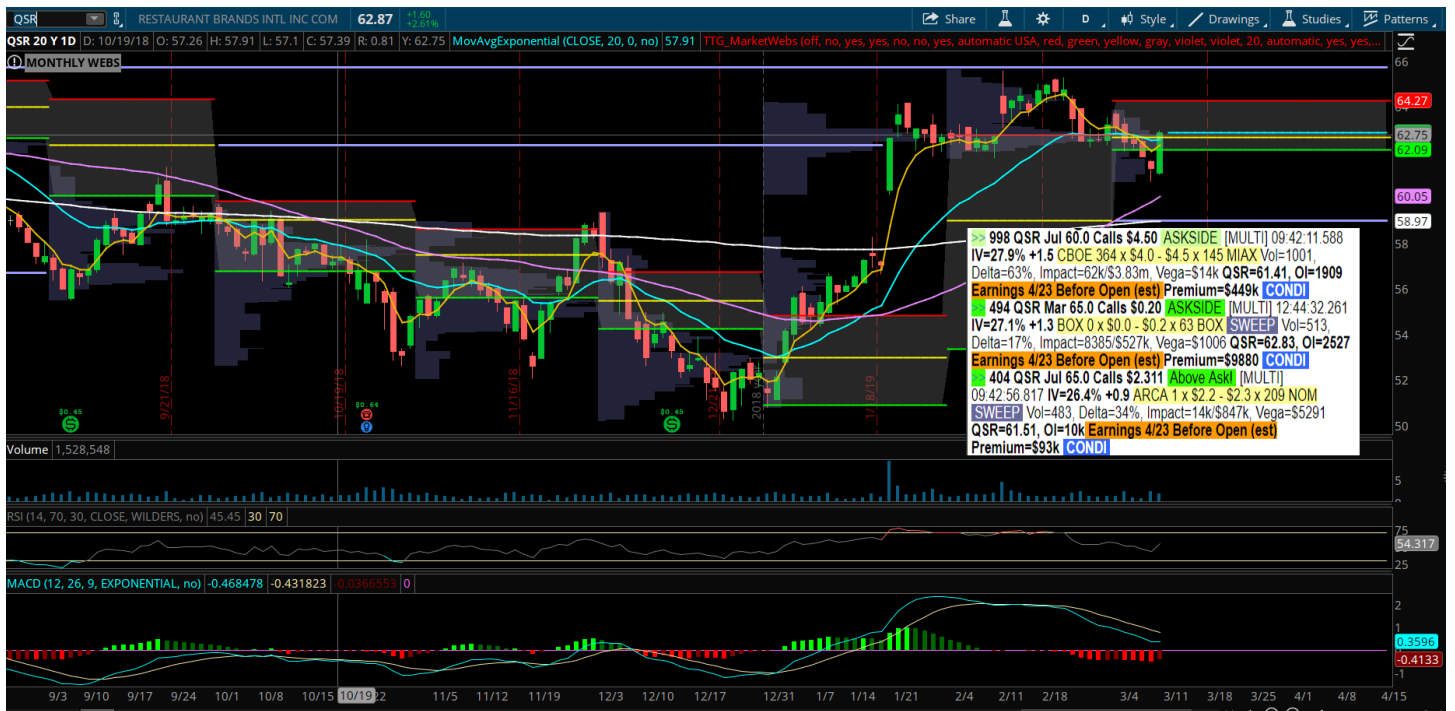 QSR RESTAURANT BRANDS INTL INC COM 62.87 +1.60 +2.61% Share D Style Drawings Studies Patterns
QSR 20 Y 1D D: 10/19/18 O: 57.26 H: 57.91 L: 57.1 C: 57.39 R: 0.81 Y: 62.75 MovAvgExponential (CLOSE, 20, 0, no) 57.91 TTG_MarketWebs (off, no, yes, yes, no, no, yes, automatic USA, red, green, yellow, gray, violet, violet, 20, automatic, yes, yes,...
MONTHLY WEBS
66
64.27
64
62.75
62.09
60.05
58.97
58
56
54
52
50
>> 998 QSR Jul 60.0 Calls $4.50 ASKSIDE [MULTI] 09:42:11.588
IV=27.9% +1.5 CBOE 364 x $4.0 - $4.5 x 145 MIAX Vol=1001,
Delta=63%, Impact=62k/$3.83m, Vega=$14k QSR=61.41, OI=1909
Earnings 4/23 Before Open (est) Premium=$449k CONDI
>> 494 QSR Mar 65.0 Calls $0.20 ASKSIDE [MULTI] 12:44:32.261
IV=27.1% +1.3 BOX 0 x $0.0 - $0.2 x 63 BOX SWEEP Vol=513,
Delta=17%, Impact=8385/$527k, Vega=$1006 QSR=62.83, OI=2527
Earnings 4/23 Before Open (est) Premium=$9880 CONDI
>> 404 QSR Jul 65.0 Calls $2.311 Above Ask! [MULTI]
09:42:56.817 IV=26.4% +0.9 ARCA 1 x $2.2 - $2.3 x 209 NOM
SWEEP Vol=483, Delta=34%, Impact=14k/$847k, Vega=$5291
QSR=61.51, OI=10k Earnings 4/23 Before Open (est)
Premium=$93k CONDI
9/21/18
10/19/18
11/16/18
12/21
2018
1/18/19
$0.45
$0.64
$0.45
Volume 1,528,548
5
RSI (14, 70, 30, CLOSE, WILDERS, no) 45.45 30 70
75
54.317
25
MACD (12, 26, 9, EXPONENTIAL, no) -0.468478 -0.431823 -0.0366553 0
2
1
0.3596
-0.4133
-1
9/3 9/10 9/17 9/24 10/1 10/8 10/15 10/19 22 11/5 11/12 11/19 12/3 12/10 12/17 12/31 1/7 1/14 1/21 2/4 2/11 2/18 3/4 3/11 3/18 3/25 4/1 4/8 4/15